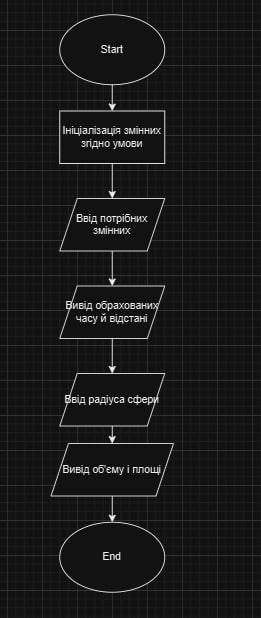 Start
Ініціалізація змінних
згідно умови
Ввід потрібних
змінних
Вивід обрахованих
часу й відстані
Ввід радіуса сфери
Вивід об'єму і площі
End